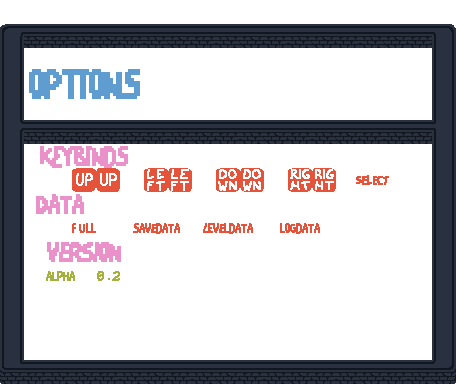 OPTIONS
KEYBINDS
UP UP LE LE FT.FT DO DO WN.WN RIG RIG HT.HT SELECT
DATA
FULL SAVEDATA LEVELDATA LOGDATA
VERSION
ALPHA 0.2